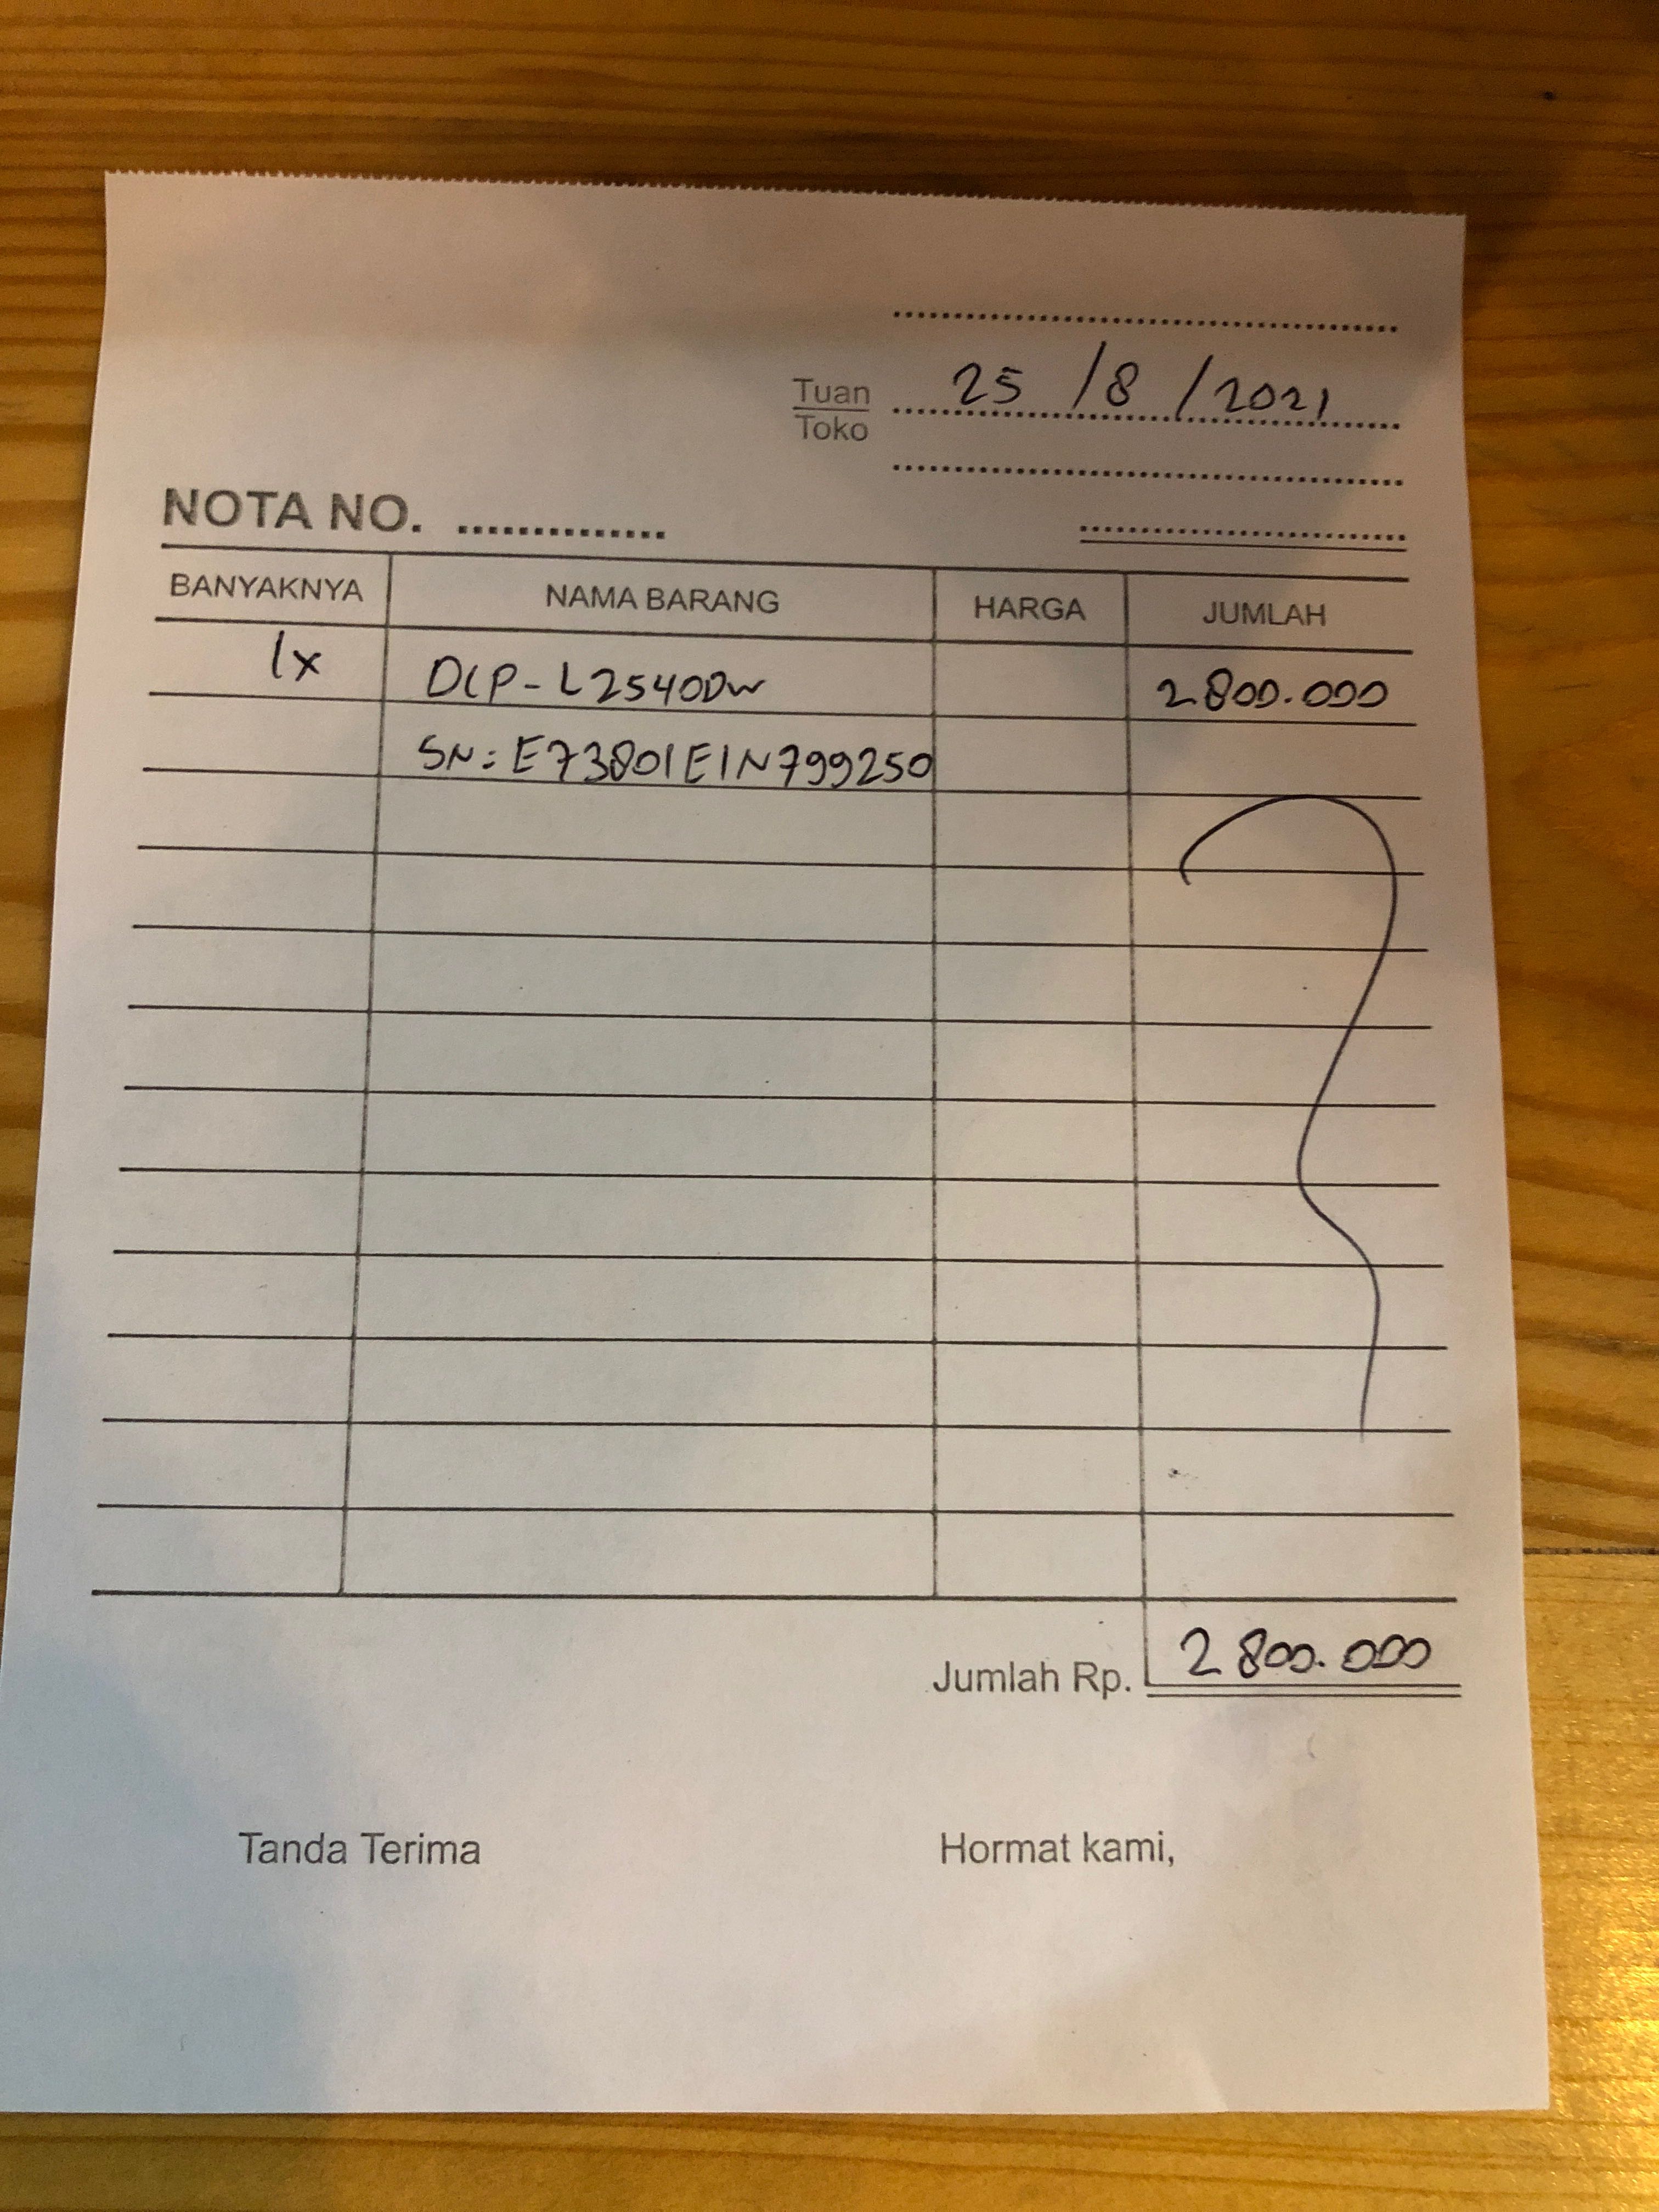 25/8/2021
Tuan
Toko
NOTA NO.
BANYAKNYA NAMA BARANG HARGA JUMLAH
1x DCP-L2540DW 2.800.000
SN: E73801E1N799250
Jumlah Rp. 2.800.000
Tanda Terima Hormat kami,